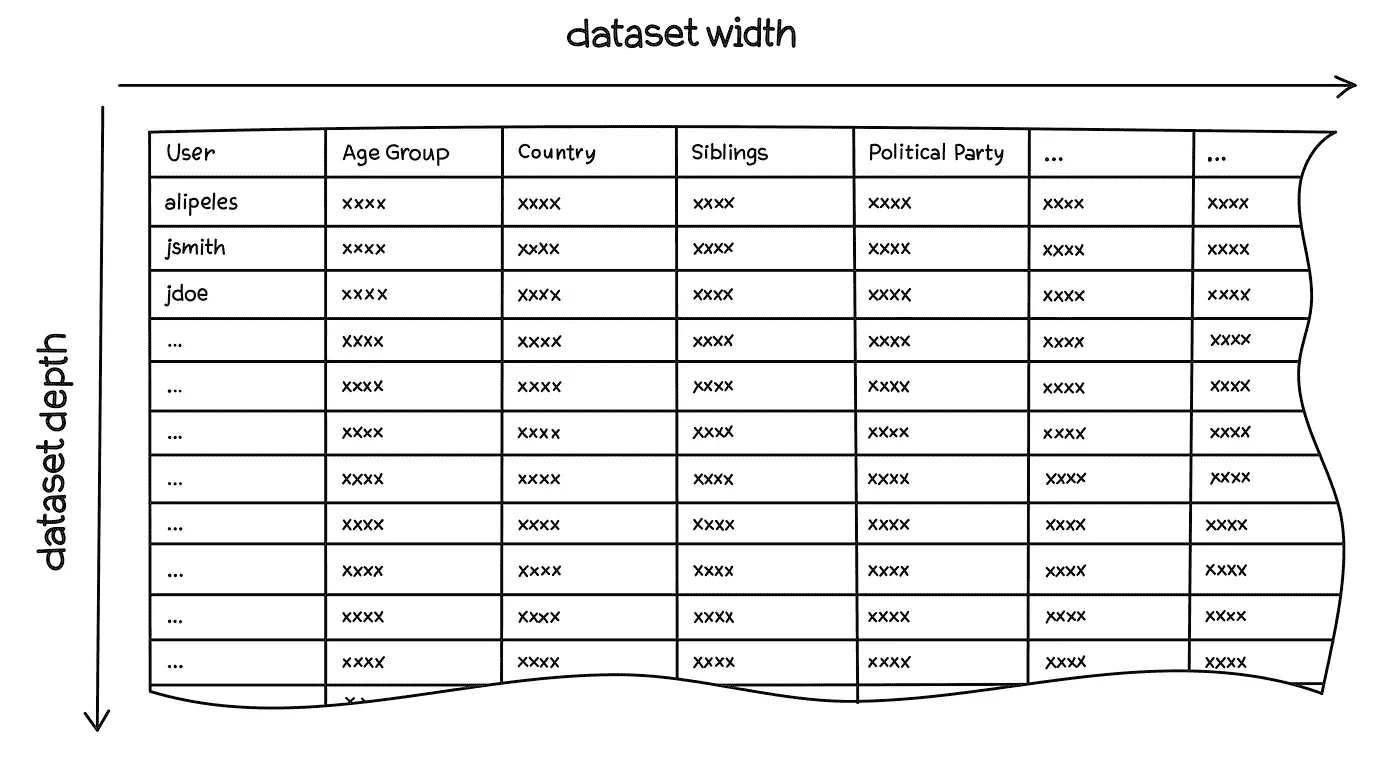 dataset width
dataset depth
User Age Group Country Siblings Political Party ... ...
alipeles xxxx xxxx xxxx xxxx xxxx xxxx
jsmith xxxx xxxx xxxx xxxx xxxx xxxx
jdoe xxxx xxxx xxxx xxxx xxxx xxxx
... xxxx xxxx xxxx xxxx xxxx xxxx
... xxxx xxxx xxxx xxxx xxxx xxxx
... xxxx xxxx xxxx xxxx xxxx xxxx
... xxxx xxxx xxxx xxxx xxxx xxxx
... xxxx xxxx xxxx xxxx xxxx xxxx
... xxxx xxxx xxxx xxxx xxxx xxxx
... xxxx xxxx xxxx xxxx xxxx xxxx
... xxxx xxxx xxxx xxxx xxxx xxxx